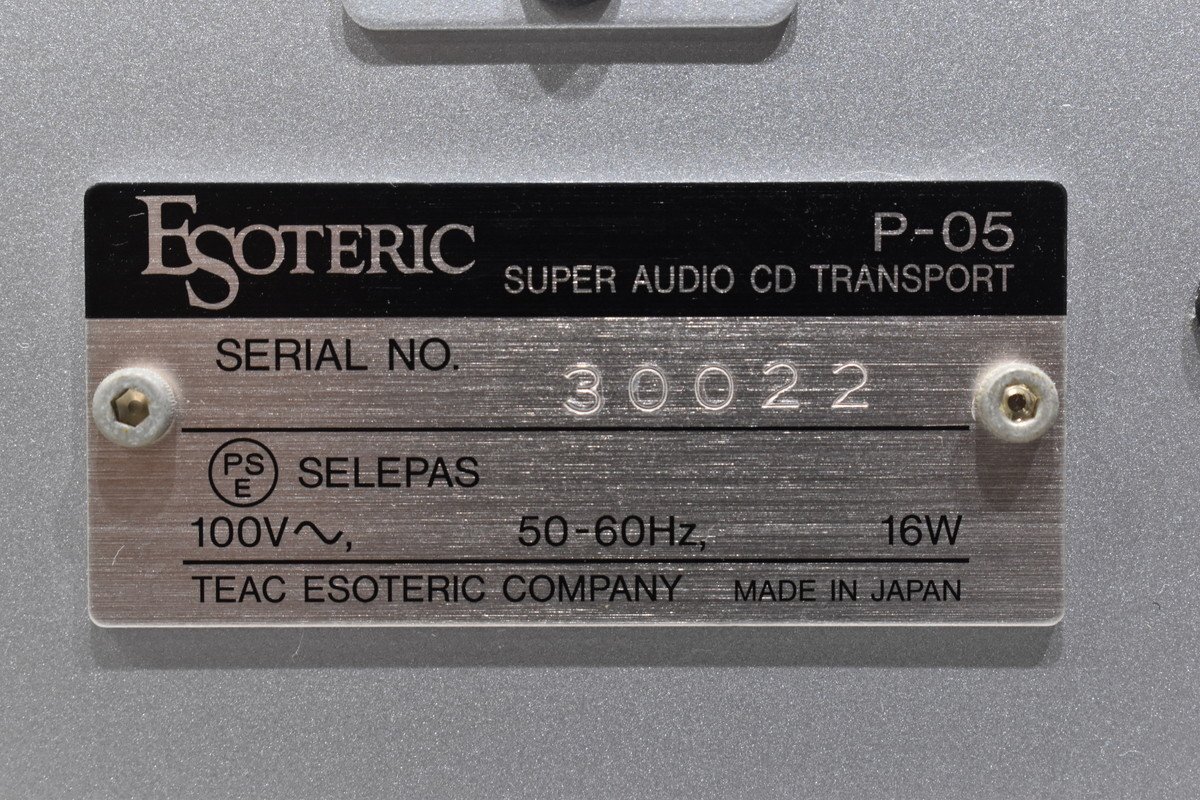 ESOTERIC P-05
SUPER AUDIO CD TRANSPORT
SERIAL NO. 30022
PS E SELEPAS
100V～, 50-60Hz, 16W
TEAC ESOTERIC COMPANY MADE IN JAPAN